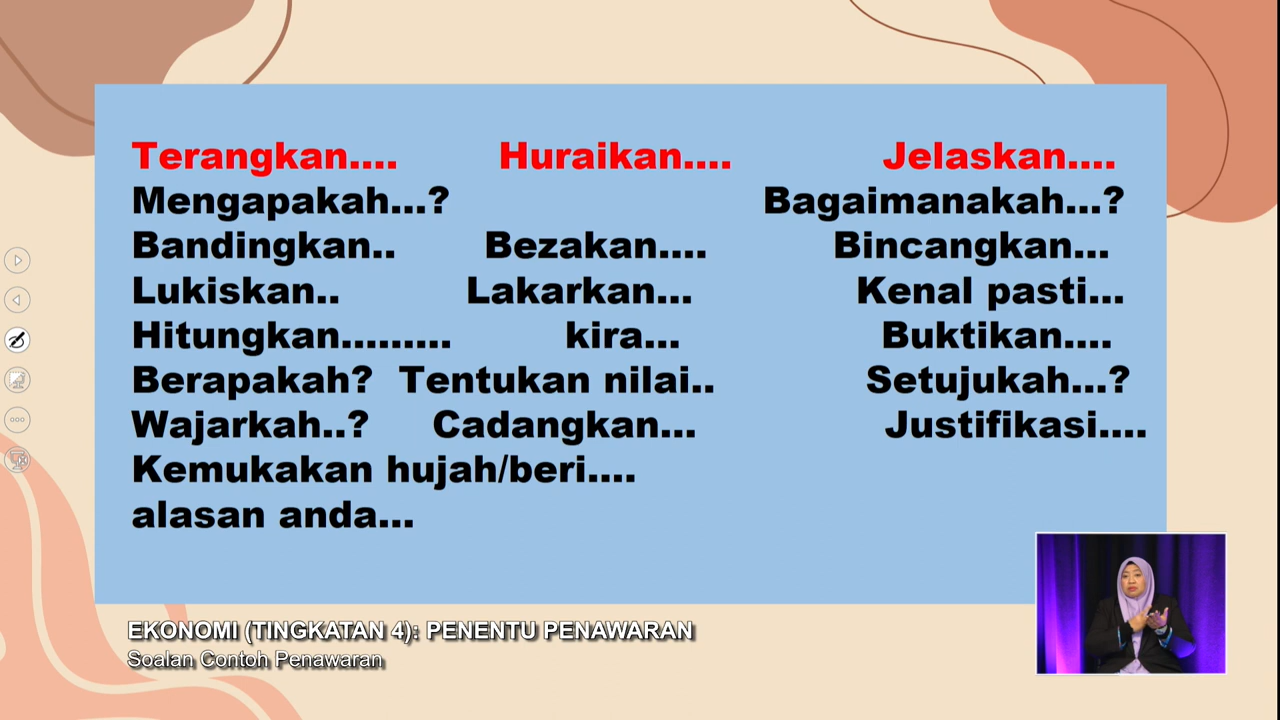 Terangkan.... Huraikan.... Jelaskan....
Mengapakah...? Bagaimanakah...?
Bandingkan.. Bezakan.... Bincangkan...
Lukiskan.. Lakarkan... Kenal pasti...
Hitungkan......... kira... Buktikan....
Berapakah? Tentukan nilai.. Setujukah...?
Wajarkah..? Cadangkan... Justifikasi....
Kemukakan hujah/beri....
alasan anda...
EKONOMI (TINGKATAN 4): PENENTU PENAWARAN
Soalan Contoh Penawaran